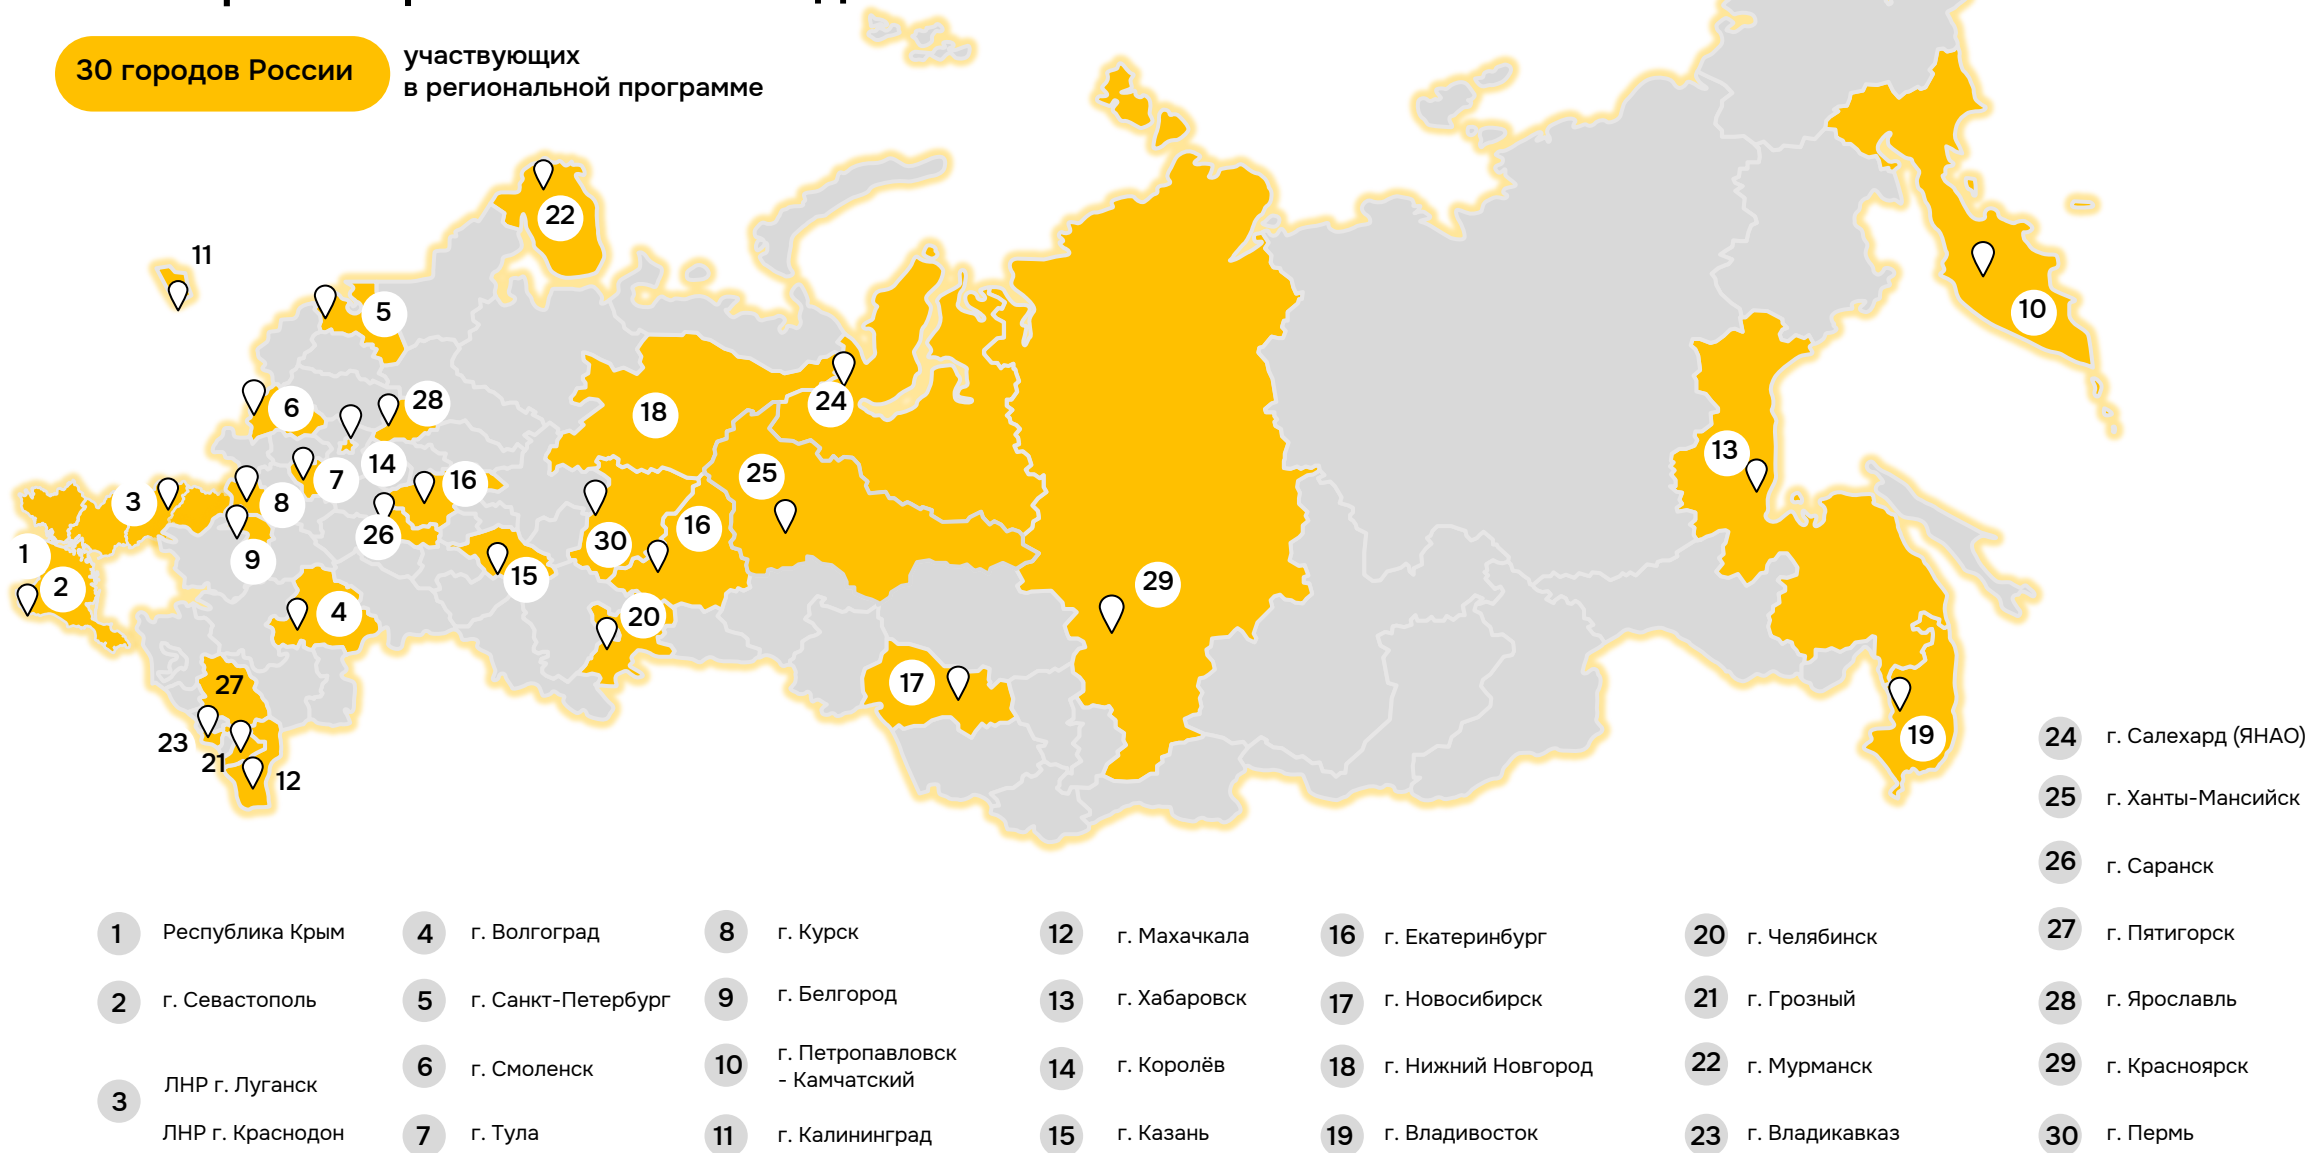 30 городов России
участвующих
в региональной программе
22
11
5
10
6
28
18
24
13
3
8
7
14
16
25
1
9
26
30
16
2
15
29
4
20
27
17
23
21
12
19
24 г. Салехард (ЯНАО)
25 г. Ханты-Мансийск
26 г. Саранск
27 г. Пятигорск
28 г. Ярославль
29 г. Красноярск
30 г. Пермь
1 Республика Крым
2 г. Севастополь
3 ЛНР г. Луганск
ЛНР г. Краснодон
4 г. Волгоград
5 г. Санкт-Петербург
6 г. Смоленск
7 г. Тула
8 г. Курск
9 г. Белгород
10 г. Петропавловск
- Камчатский
11 г. Калининград
12 г. Махачкала
13 г. Хабаровск
14 г. Королёв
15 г. Казань
16 г. Екатеринбург
17 г. Новосибирск
18 г. Нижний Новгород
19 г. Владивосток
20 г. Челябинск
21 г. Грозный
22 г. Мурманск
23 г. Владикавказ